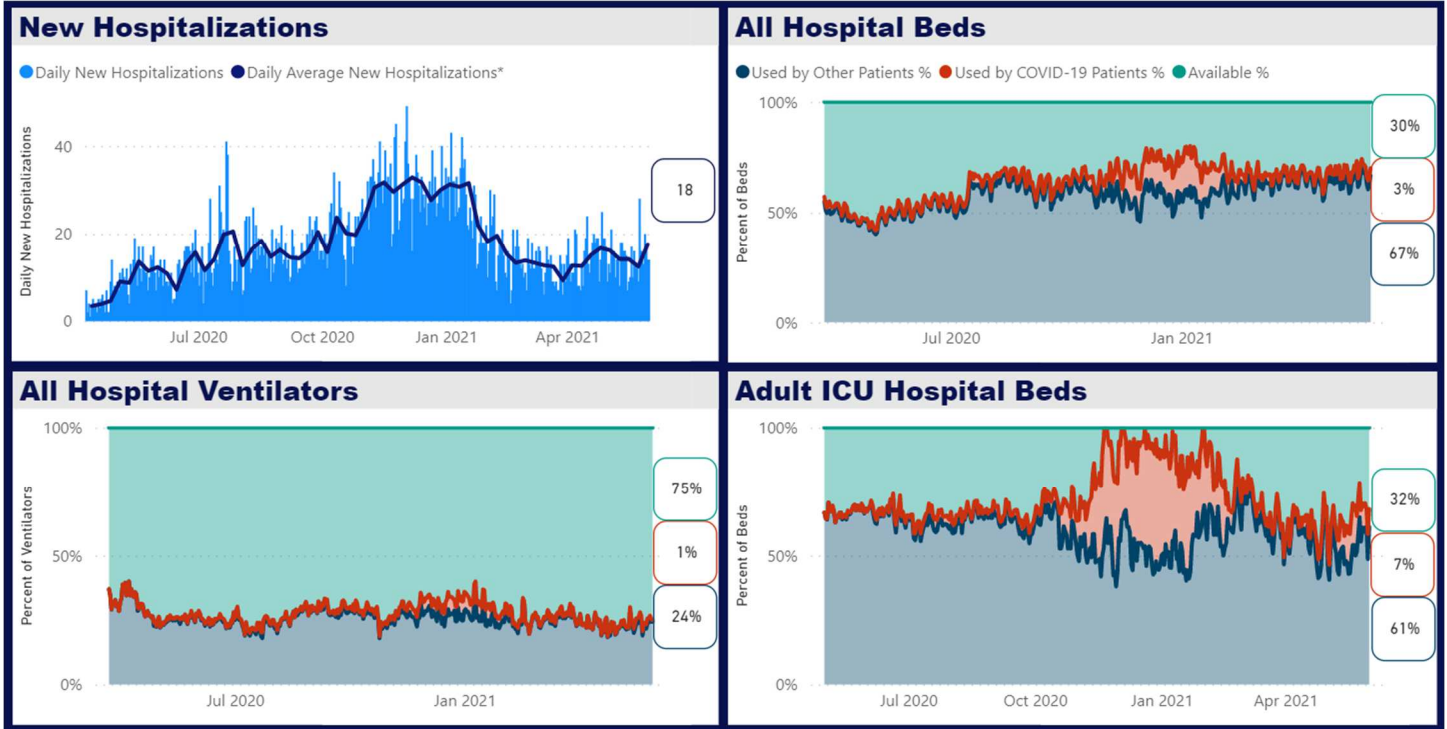 New Hospitalizations
Daily New Hospitalizations Daily Average New Hospitalizations*
Daily New Hospitalizations
40
20
0
Jul 2020 Oct 2020 Jan 2021 Apr 2021
18
All Hospital Beds
Used by Other Patients % Used by COVID-19 Patients % Available %
Percent of Beds
100%
50%
0%
Jul 2020 Jan 2021
30%
3%
67%
All Hospital Ventilators
Percent of Ventilators
100%
50%
0%
Jul 2020 Jan 2021
75%
1%
24%
Adult ICU Hospital Beds
Percent of Beds
100%
50%
0%
Jul 2020 Oct 2020 Jan 2021 Apr 2021
32%
7%
61%